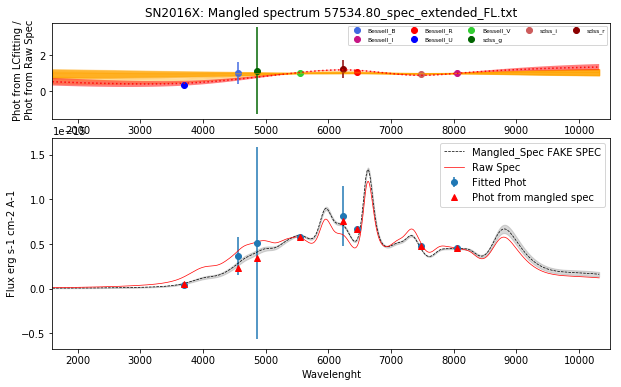 SN2016X: Mangled spectrum 57534.80_spec_extended_FL.txt
Phot from LCfitting /
Phot from Raw Spec
2
0
Bessell_B
Bessell_I
Bessell_R
Bessell_U
Bessell_V
sdss_g
sdss_i
sdss_r
2000 3000 4000 5000 6000 7000 8000 9000 10000
Flux erg s-1 cm-2 A-1
1.5
1.0
0.5
0.0
−0.5
Mangled_Spec FAKE SPEC
Raw Spec
Fitted Phot
Phot from mangled spec
2000 3000 4000 5000 6000 7000 8000 9000 10000
Wavelenght